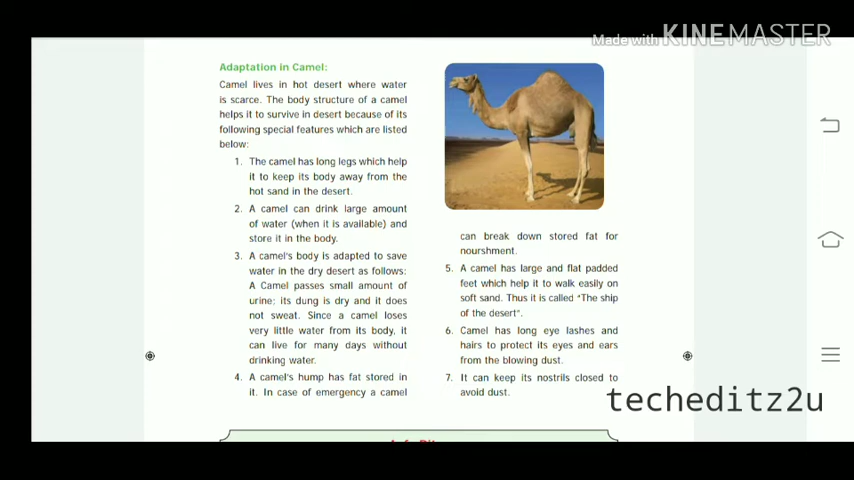 Made with KINEMASTER
Adaptation in Camel:
Camel lives in hot desert where water
is scarce. The body structure of a camel
helps it to survive in desert because of its
following special features which are listed
below:
1. The camel has long legs which help
it to keep its body away from the
hot sand in the desert.
2. A camel can drink large amount
of water (when it is available) and
store it in the body.
3. A camel's body is adapted to save
water in the dry desert as follows:
A Camel passes small amount of
urine; its dung is dry and it does
not sweat. Since a camel loses
very little water from its body, it
can live for many days without
drinking water.
4. A camel's hump has fat stored in
it. In case of emergency a camel
can break down stored fat for
nourshment.
5. A camel has large and flat padded
feet which help it to walk easily on
soft sand. Thus it is called "The ship
of the desert".
6. Camel has long eye lashes and
hairs to protect its eyes and ears
from the blowing dust.
7. It can keep its nostrils closed to
avoid dust.
techeditz2u